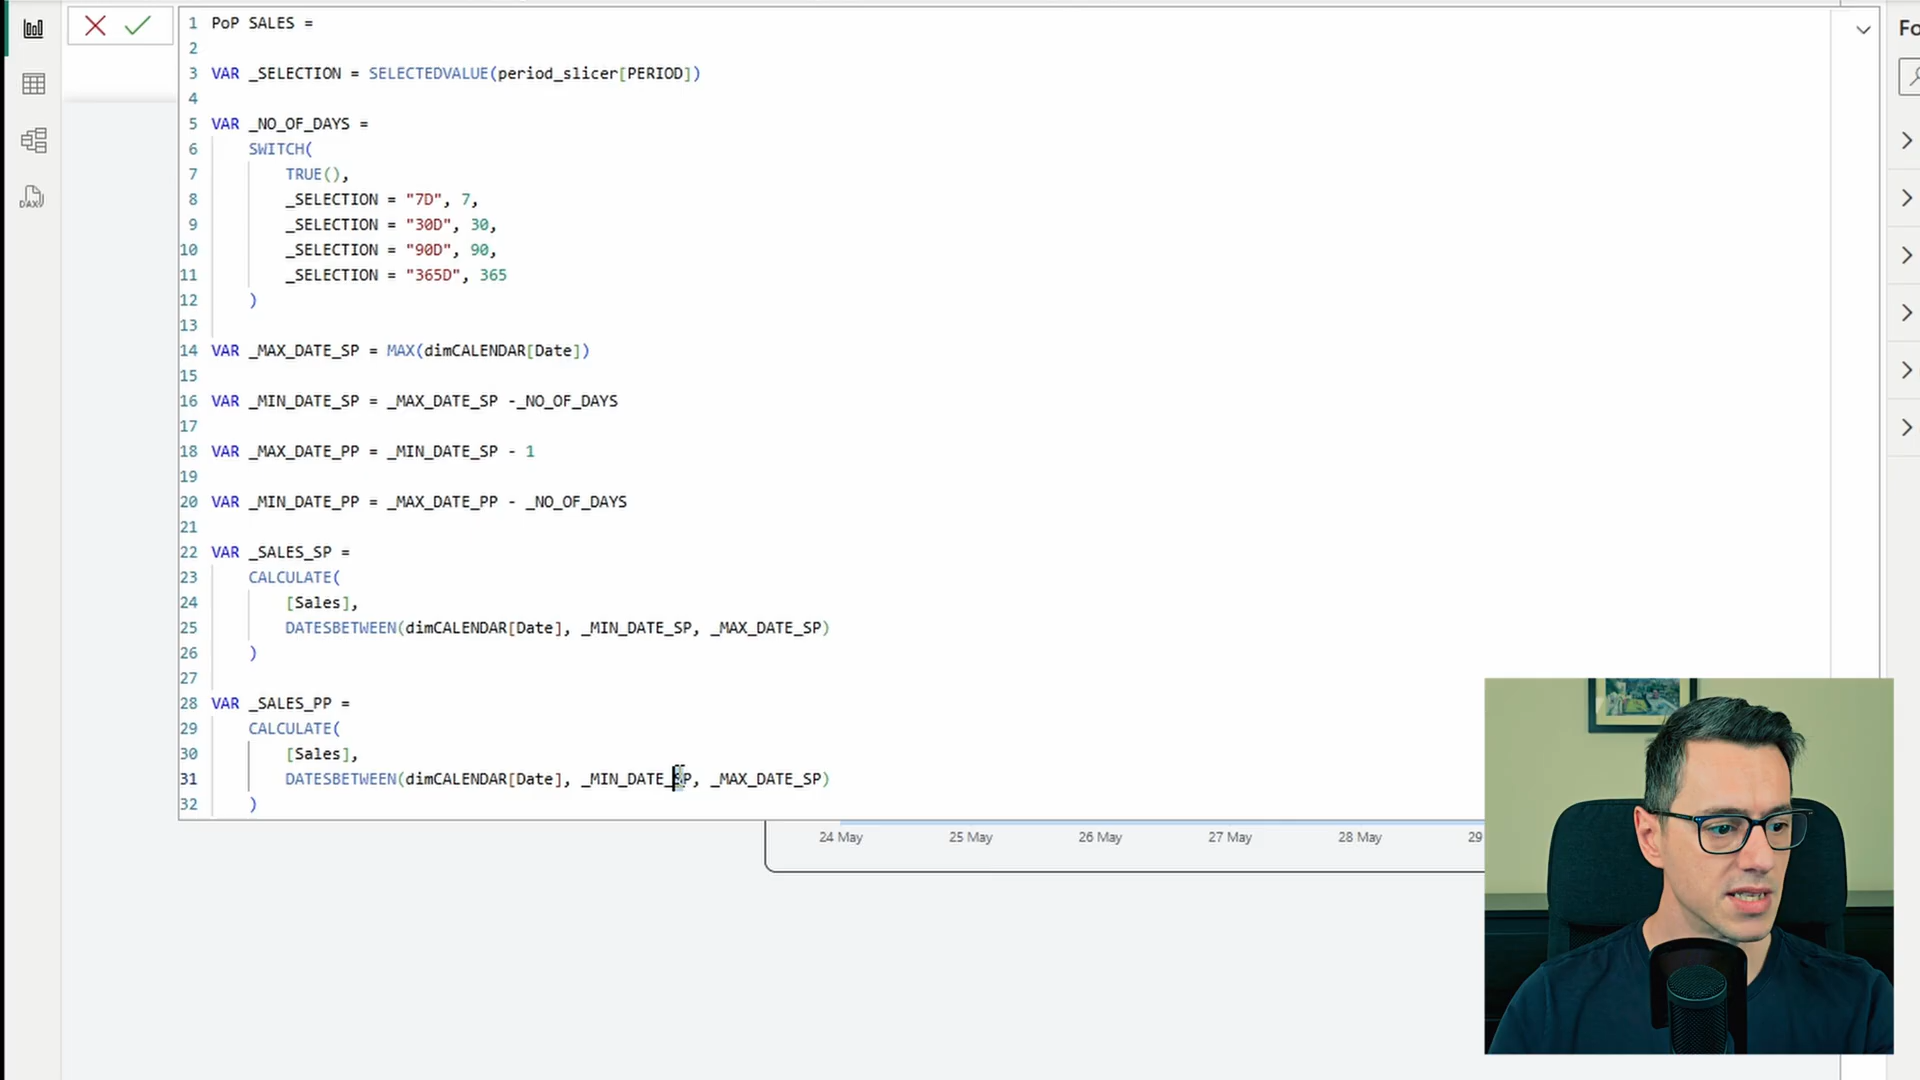 1 PoP SALES =
2
3 VAR _SELECTION = SELECTEDVALUE(period_slicer[PERIOD])
4
5 VAR _NO_OF_DAYS =
6 SWITCH(
7 TRUE(),
8 _SELECTION = "7D", 7,
9 _SELECTION = "30D", 30,
10 _SELECTION = "90D", 90,
11 _SELECTION = "365D", 365
12 )
13
14 VAR _MAX_DATE_SP = MAX(dimCALENDAR[Date])
15
16 VAR _MIN_DATE_SP = _MAX_DATE_SP -_NO_OF_DAYS
17
18 VAR _MAX_DATE_PP = _MIN_DATE_SP - 1
19
20 VAR _MIN_DATE_PP = _MAX_DATE_PP - _NO_OF_DAYS
21
22 VAR _SALES_SP =
23 CALCULATE(
24 [Sales],
25 DATESBETWEEN(dimCALENDAR[Date], _MIN_DATE_SP, _MAX_DATE_SP)
26 )
27
28 VAR _SALES_PP =
29 CALCULATE(
30 [Sales],
31 DATESBETWEEN(dimCALENDAR[Date], _MIN_DATE_SP, _MAX_DATE_SP)
32 )
DAX
Fo
24 May 25 May 26 May 27 May 28 May 29